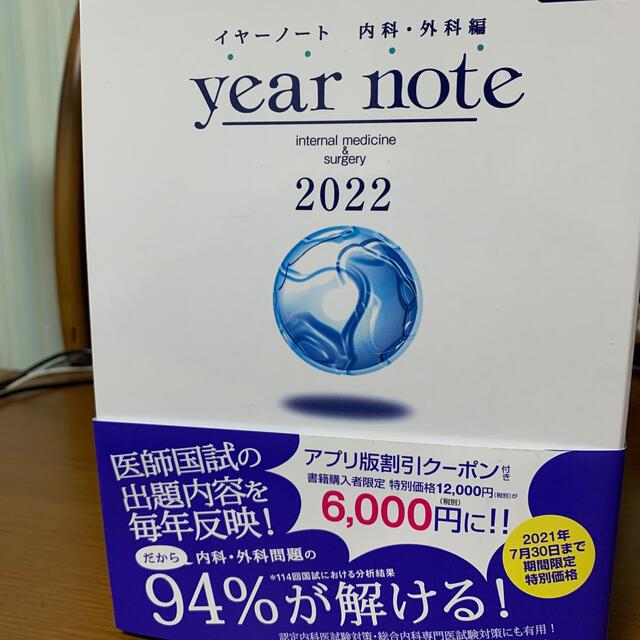 イヤーノート 内科・外科編
year note
internal medicine
&
surgery
2022
医師国試の
出題内容を
毎年反映!
アプリ版割引クーポン付き
書籍購入者限定 特別価格12,000円(税別)が
6,000円(税別)に!!
2021年
7月30日まで
期間限定
特別価格
だから 内科・外科問題の
*114回国試における分析結果
94%が解ける!
認定内科医試験対策・総合内科専門医試験対策にも有用!